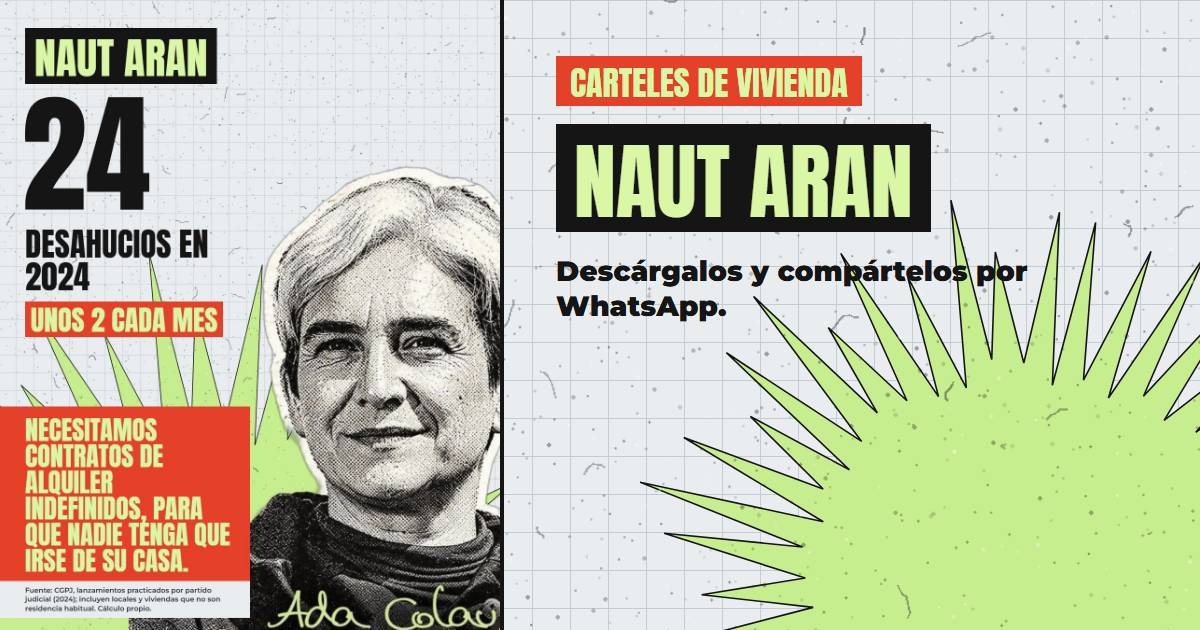 NAUT ARAN
24
DESAHUCIOS EN
2024
UNOS 2 CADA MES
NECESITAMOS
CONTRATOS DE
ALQUILER
INDEFINIDOS, PARA
QUE NADIE TENGA QUE
IRSE DE SU CASA.
Fuente: CGPJ, lanzamientos practicados por partido
judicial (2024); incluyen locales y viviendas que no son
residencia habitual. Cálculo propio.
Ada Colau
CARTELES DE VIVIENDA
NAUT ARAN
Descárgalos y compártelos por
WhatsApp.